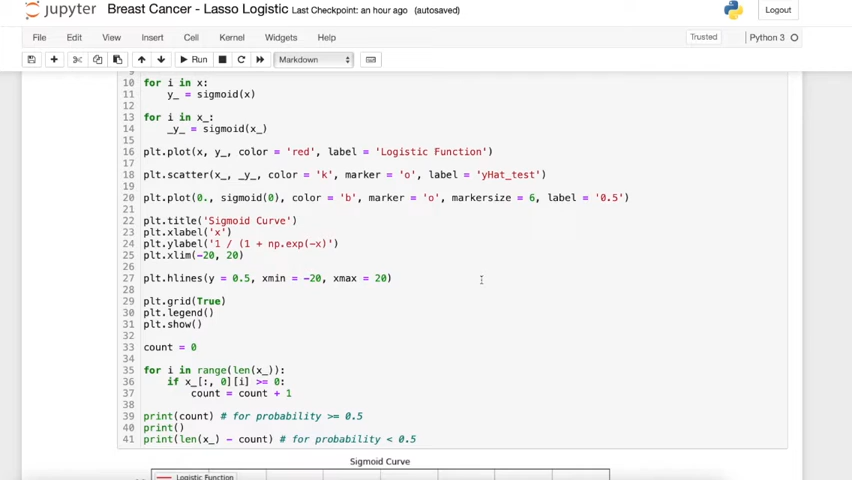 jupyter Breast Cancer - Lasso Logistic Last Checkpoint: an hour ago (autosaved)
Logout
File Edit View Insert Cell Kernel Widgets Help
Trusted
Python 3
Run
Markdown
9
10 for i in x:
11 y_ = sigmoid(x)
12
13 for i in x_:
14 _y_ = sigmoid(x_)
15
16 plt.plot(x, y_, color = 'red', label = 'Logistic Function')
17
18 plt.scatter(x_, _y_, color = 'k', marker = 'o', label = 'yHat_test')
19
20 plt.plot(0., sigmoid(0), color = 'b', marker = 'o', markersize = 6, label = '0.5')
21
22 plt.title('Sigmoid Curve')
23 plt.xlabel('x')
24 plt.ylabel('1 / (1 + np.exp(-x)')
25 plt.xlim(-20, 20)
26
27 plt.hlines(y = 0.5, xmin = -20, xmax = 20)
28
29 plt.grid(True)
30 plt.legend()
31 plt.show()
32
33 count = 0
34
35 for i in range(len(x_)):
36 if x_[:, 0][i] >= 0:
37 count = count + 1
38
39 print(count) # for probability >= 0.5
40 print()
41 print(len(x_) - count) # for probability < 0.5
Sigmoid Curve
Logistic Function